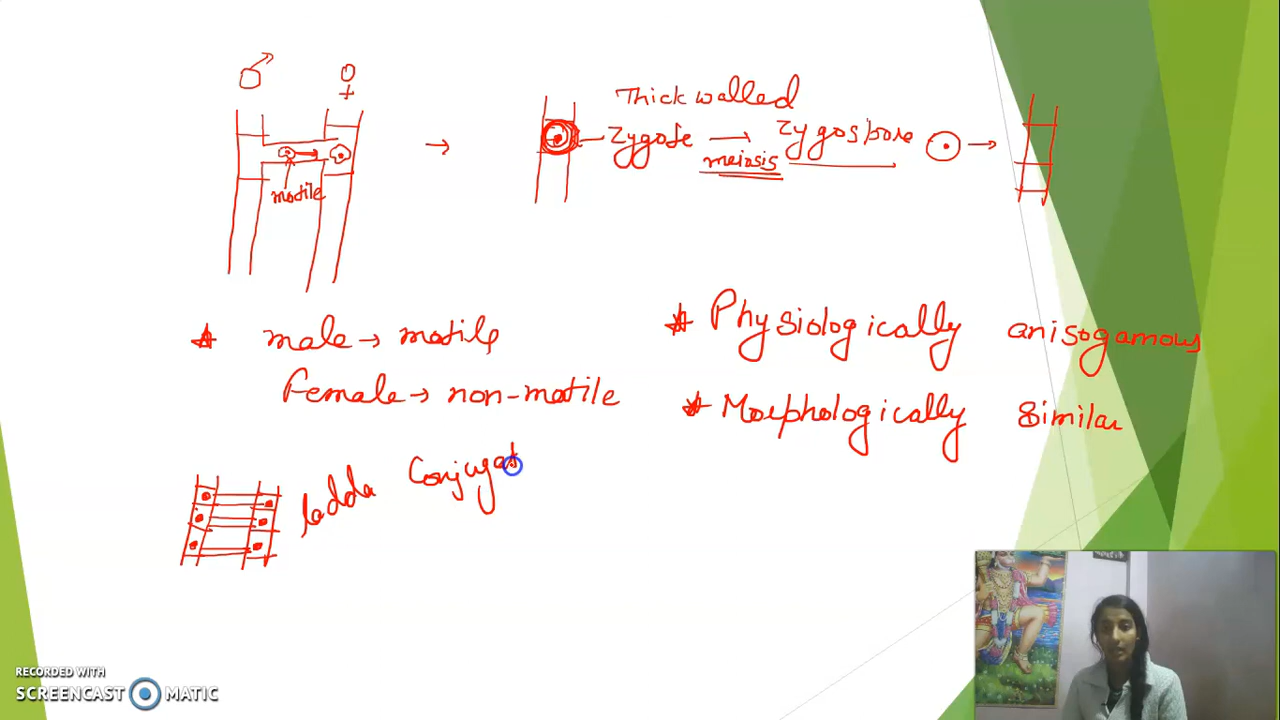 ♂ ♀
Thick walled
→ Zygote → Zygospore →
meiosis
motile
* male → motile
Female → non-motile
* Physiologically anisogamous
* Morphologically similar
ladda Conjugat
RECORDED WITH
SCREENCAST MATIC